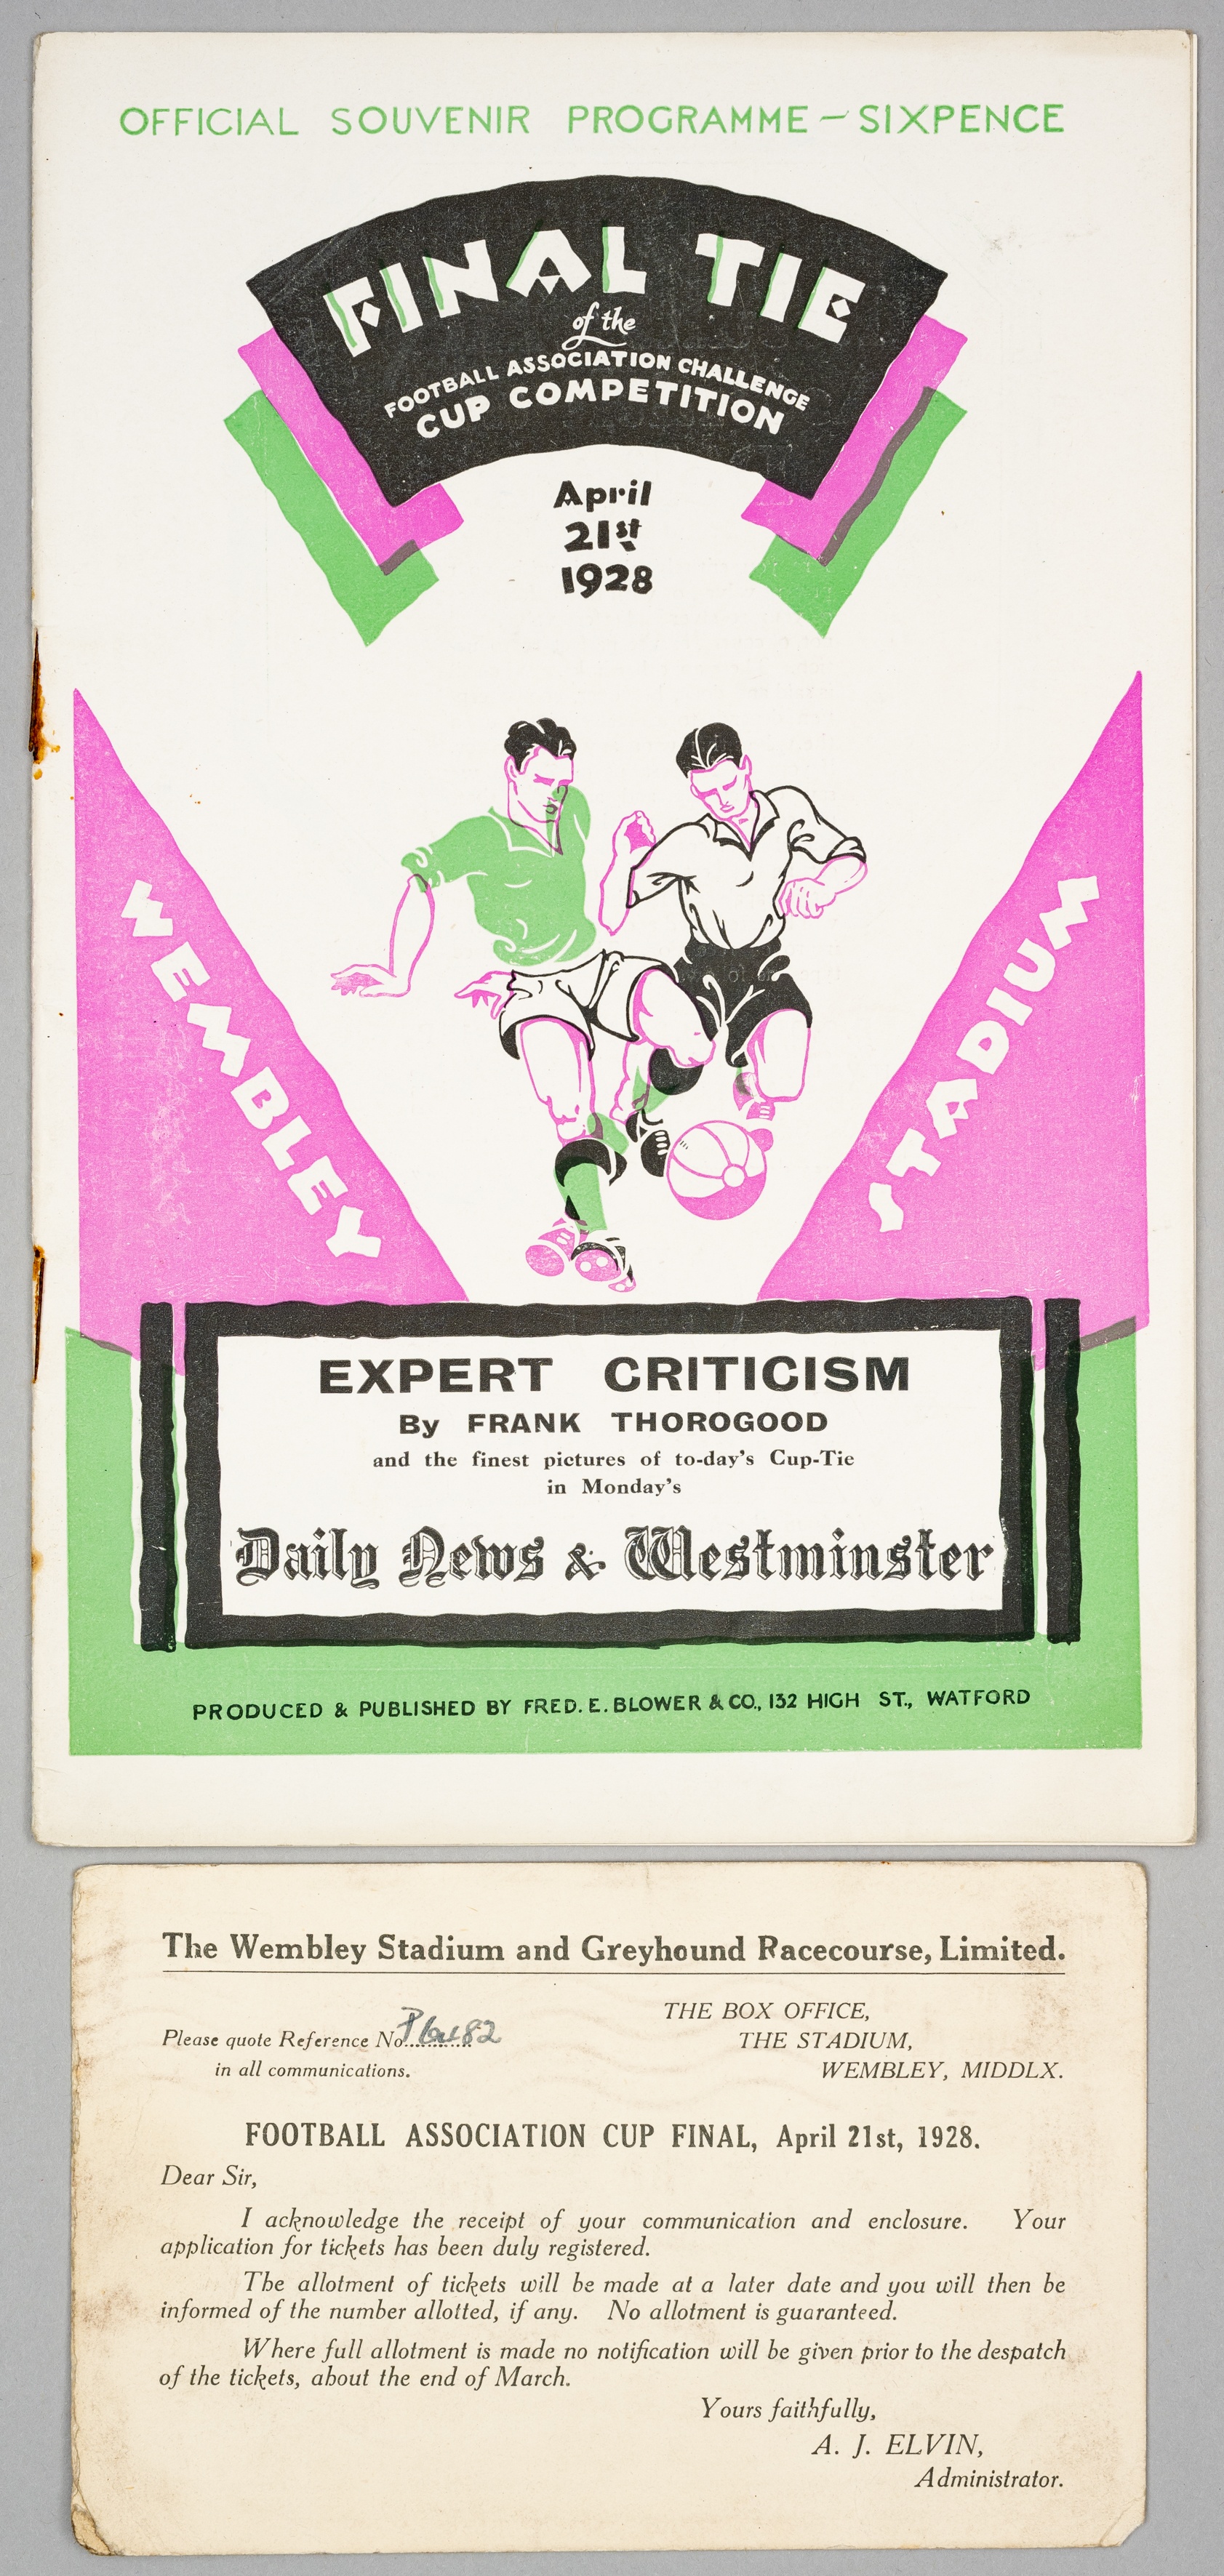 OFFICIAL SOUVENIR PROGRAMME - SIXPENCE
FINAL TIE
of the
FOOTBALL ASSOCIATION CHALLENGE
CUP COMPETITION
April
21st
1928
WEMBLEY
STADIUM
EXPERT CRITICISM
By FRANK THOROGOOD
and the finest pictures of to-day's Cup-Tie
in Monday's
Daily News & Westminster
PRODUCED & PUBLISHED BY FRED. E. BLOWER & CO., 132 HIGH ST., WATFORD
The Wembley Stadium and Greyhound Racecourse, Limited.
THE BOX OFFICE,
Please quote Reference No.
THE STADIUM,
in all communications.
WEMBLEY, MIDDLX.
FOOTBALL ASSOCIATION CUP FINAL, April 21st, 1928.
Dear Sir,
I acknowledge the receipt of your communication and enclosure. Your
application for tickets has been duly registered.
The allotment of tickets will be made at a later date and you will then be
informed of the number allotted, if any. No allotment is guaranteed.
Where full allotment is made no notification will be given prior to the despatch
of the tickets, about the end of March.
Yours faithfully,
A. J. ELVIN,
Administrator.